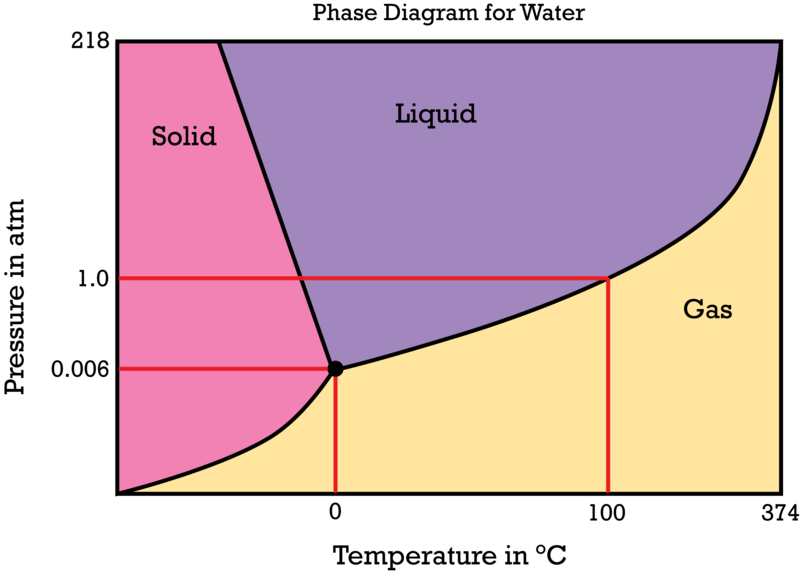 Phase Diagram for Water
218
Liquid
Solid
Pressure in atm
1.0
Gas
0.006
0
100
374
Temperature in °C